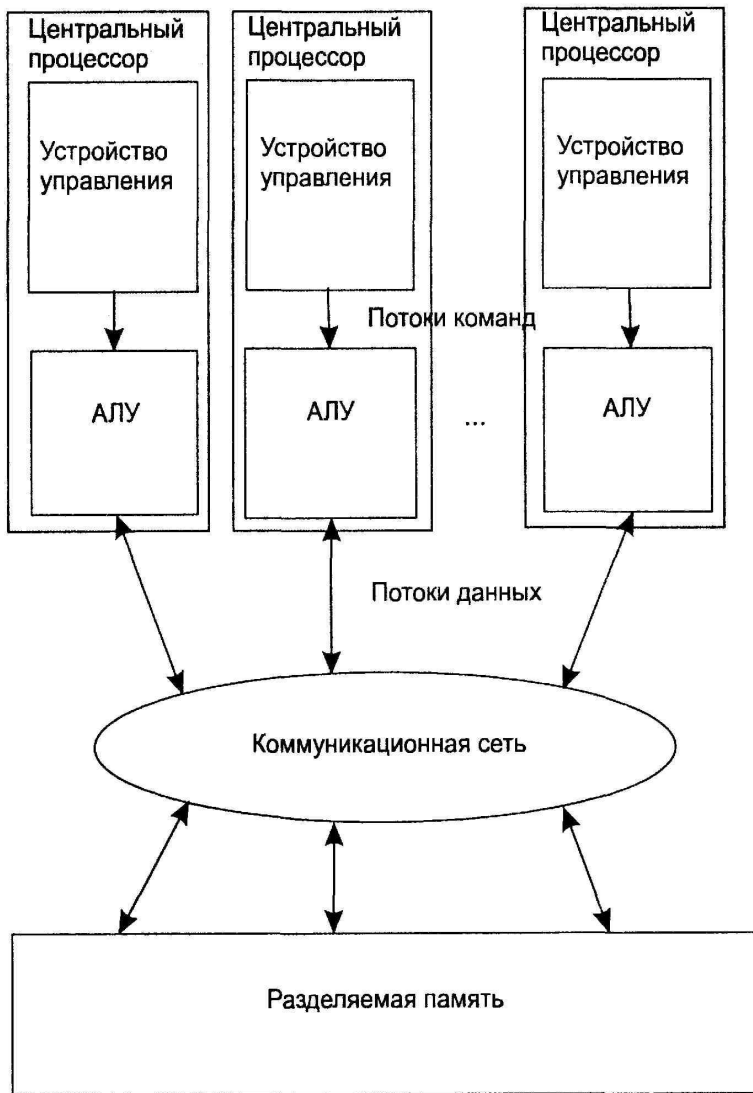 Центральный
процессор
Центральный
процессор
Центральный
процессор
Устройство
управления
Устройство
управления
Устройство
управления
Потоки команд
АЛУ
АЛУ
...
АЛУ
Потоки данных
Коммуникационная сеть
Разделяемая память